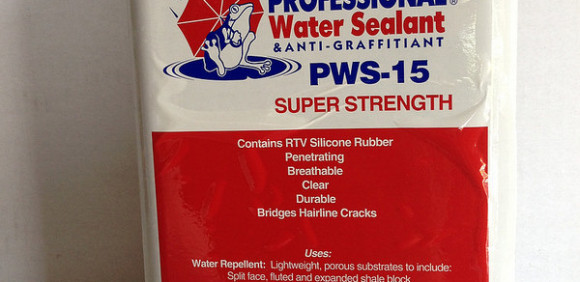 PROFESSIONAL®
Water Sealant
& ANTI-GRAFFITIANT
PWS-15
SUPER STRENGTH
Contains RTV Silicone Rubber
Penetrating
Breathable
Clear
Durable
Bridges Hairline Cracks
Uses:
Water Repellent: Lightweight, porous substrates to include:
Split face, fluted and expanded shale block